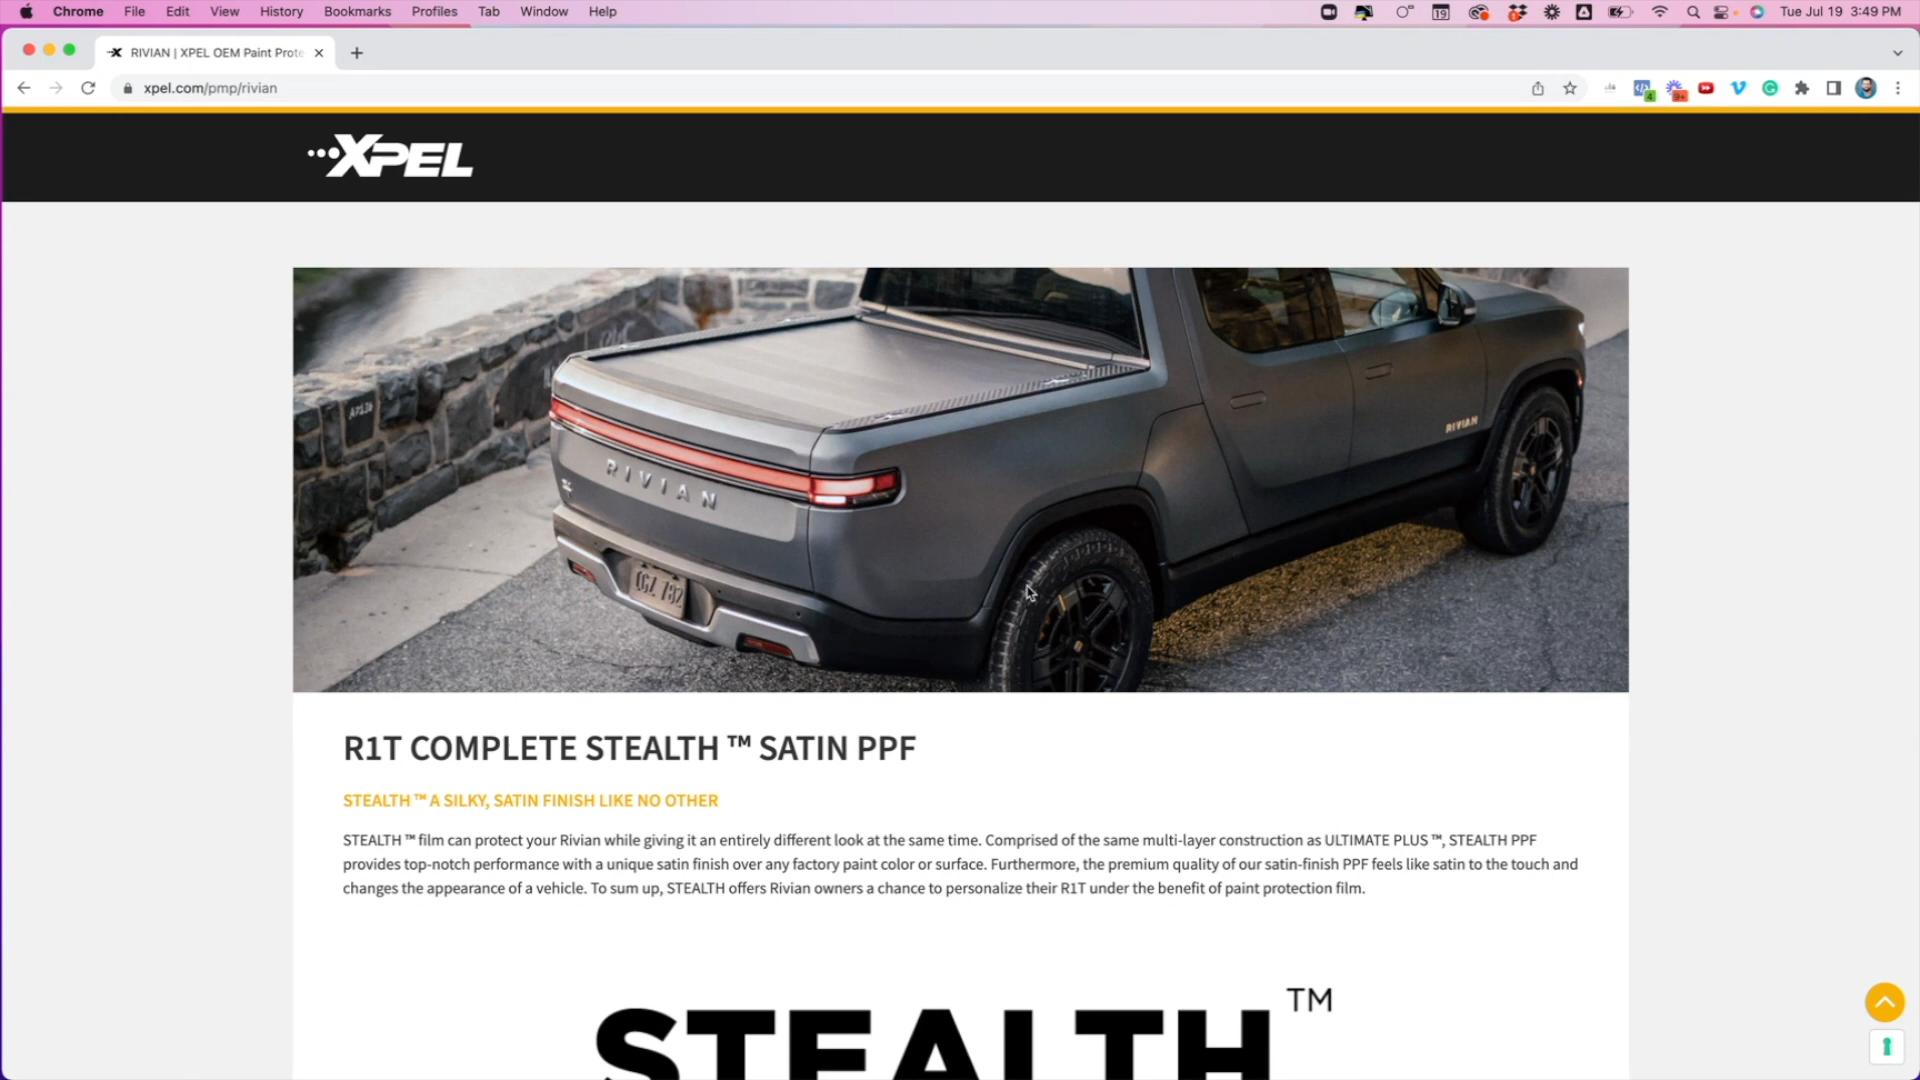 Chrome File Edit View History Bookmarks Profiles Tab Window Help
19
Tue Jul 19 3:49 PM
RIVIAN | XPEL OEM Paint Prote
xpel.com/pmp/rivian
4
9+
XPEL
RIVIAN
RIVIAN
R1T COMPLETE STEALTH ™ SATIN PPF
STEALTH ™ A SILKY, SATIN FINISH LIKE NO OTHER
STEALTH ™ film can protect your Rivian while giving it an entirely different look at the same time. Comprised of the same multi-layer construction as ULTIMATE PLUS ™, STEALTH PPF
provides top-notch performance with a unique satin finish over any factory paint color or surface. Furthermore, the premium quality of our satin-finish PPF feels like satin to the touch and
changes the appearance of a vehicle. To sum up, STEALTH offers Rivian owners a chance to personalize their R1T under the benefit of paint protection film.
STEALTH™